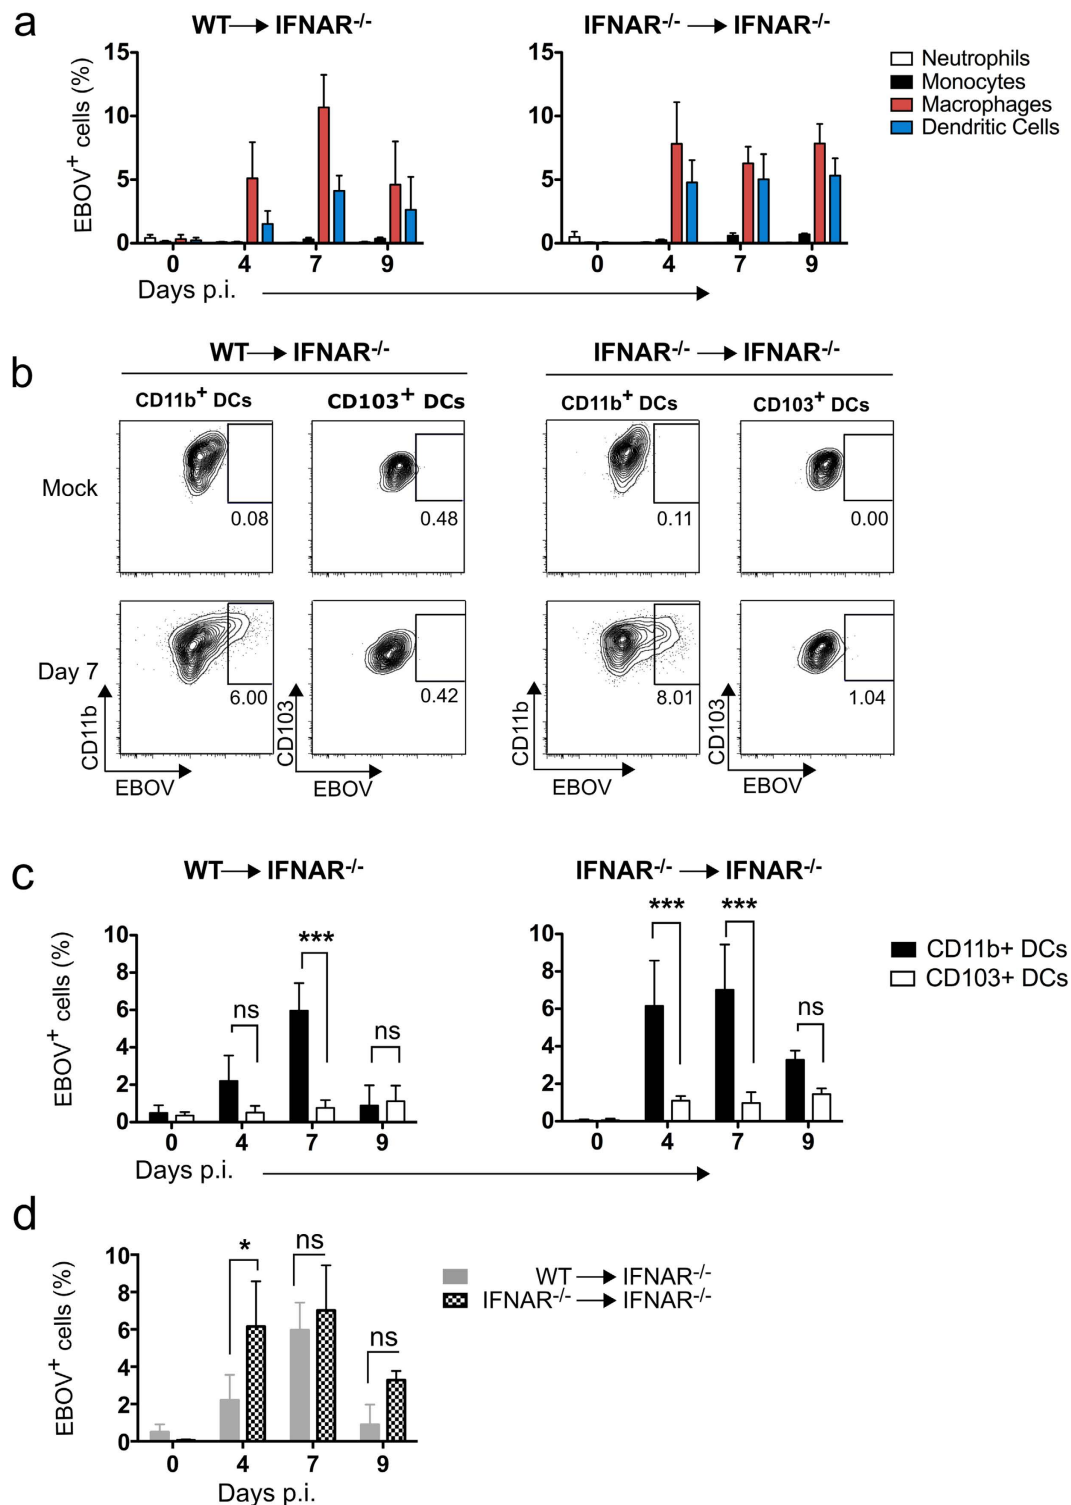 a
WT → IFNAR-/-
IFNAR-/- → IFNAR-/-
EBOV+ cells (%)
15
10
5
0
0 4 7 9
15
10
5
0
0 4 7 9
Neutrophils
Monocytes
Macrophages
Dendritic Cells
Days p.i.
b
WT → IFNAR-/-
IFNAR-/- → IFNAR-/-
CD11b+ DCs
CD103+ DCs
CD11b+ DCs
CD103+ DCs
Mock
0.08
0.48
0.11
0.00
Day 7
6.00
0.42
8.01
1.04
CD11b
CD103
CD11b
CD103
EBOV
EBOV
EBOV
EBOV
c
WT → IFNAR-/-
IFNAR-/- → IFNAR-/-
EBOV+ cells (%)
10
8
6
4
2
0
ns
***
ns
0 4 7 9
10
8
6
4
2
0
***
***
ns
0 4 7 9
CD11b+ DCs
CD103+ DCs
Days p.i.
d
EBOV+ cells (%)
10
8
6
4
2
0
*
ns
ns
0 4 7 9
Days p.i.
WT → IFNAR-/-
IFNAR-/- → IFNAR-/-